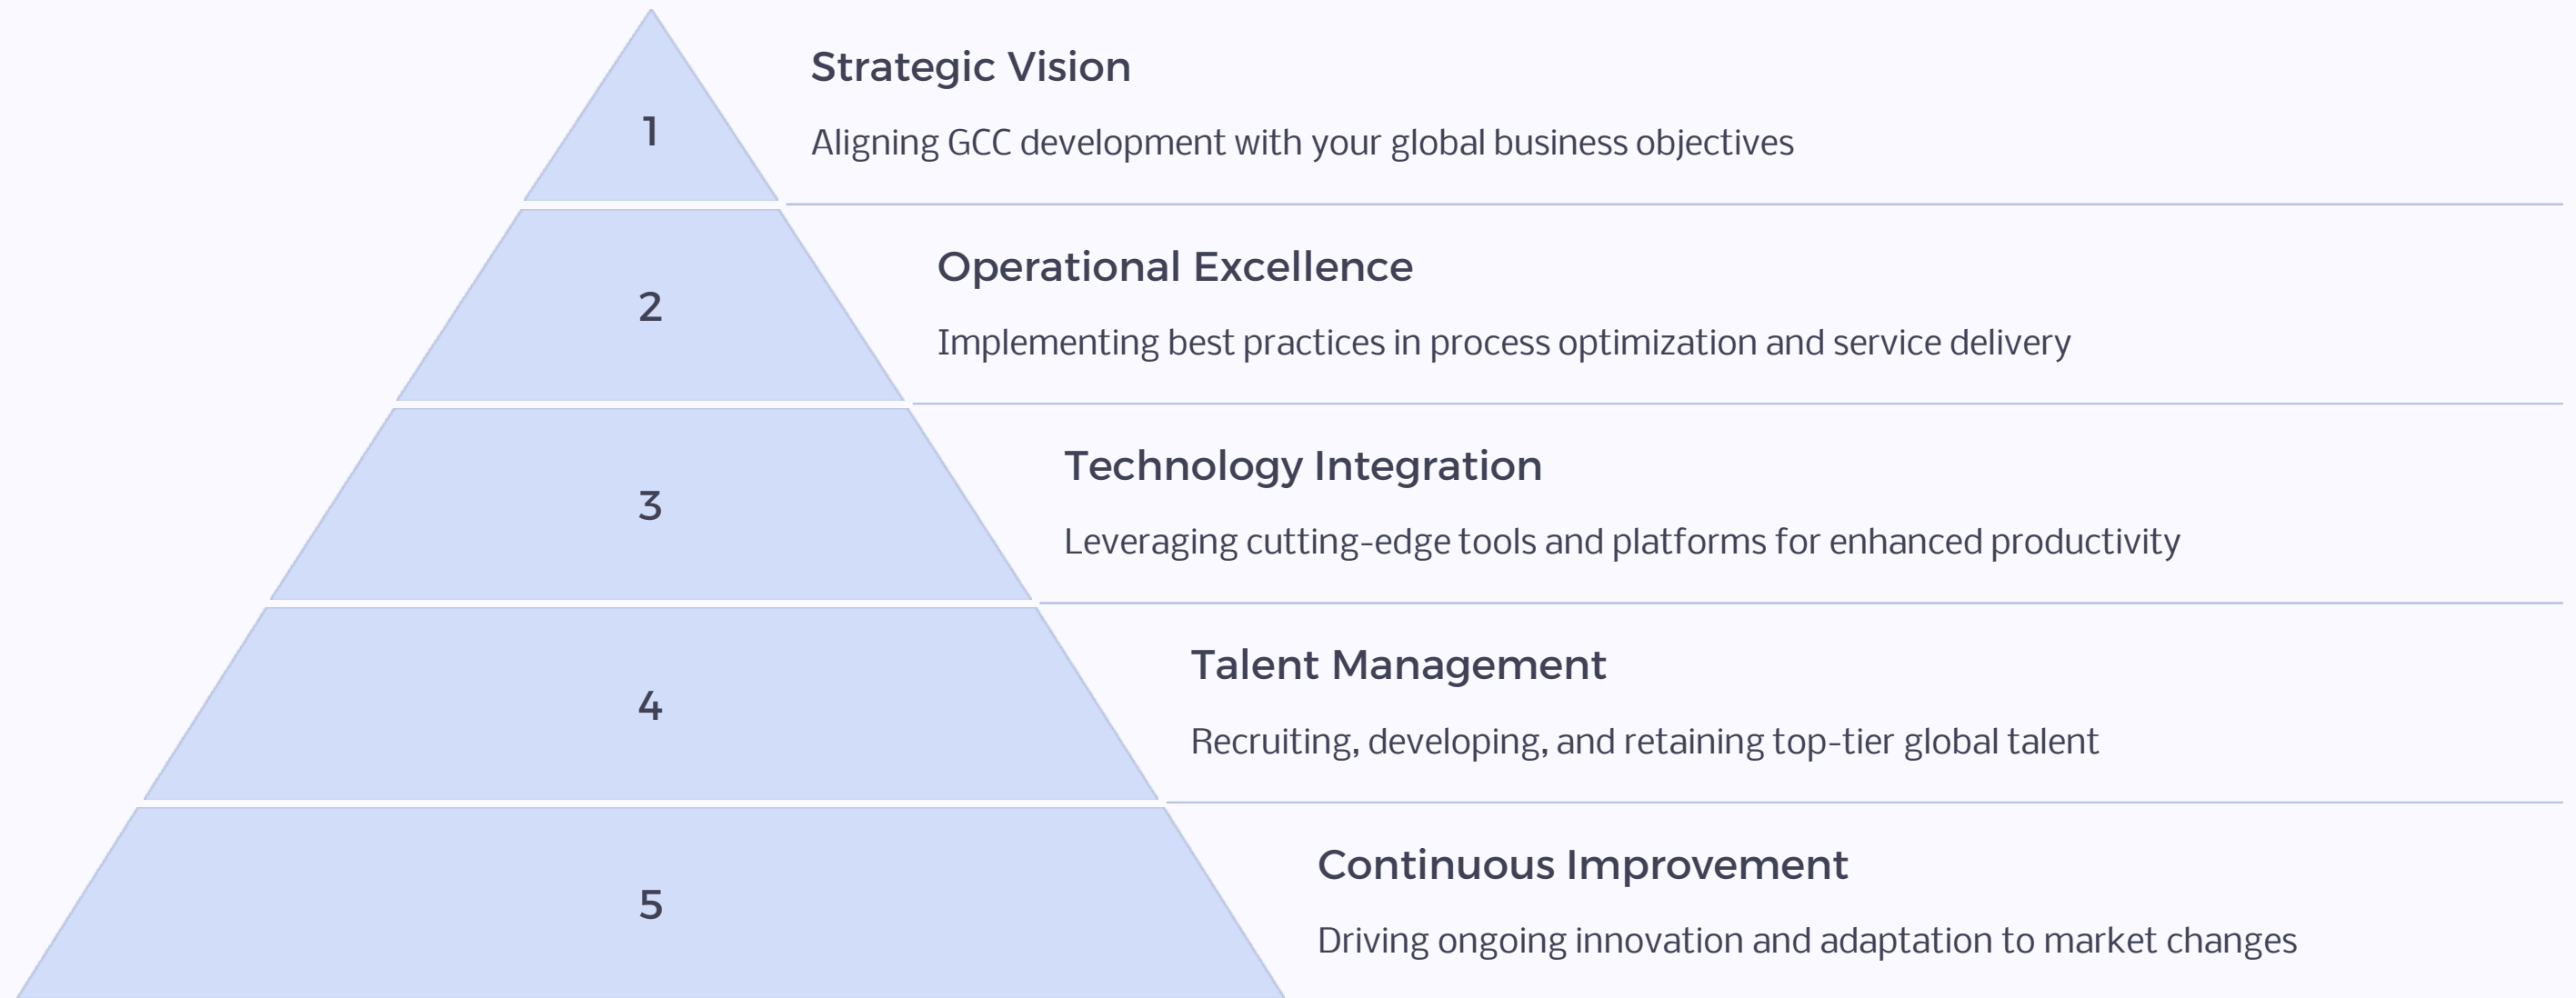 1
Strategic Vision
Aligning GCC development with your global business objectives
2
Operational Excellence
Implementing best practices in process optimization and service delivery
3
Technology Integration
Leveraging cutting-edge tools and platforms for enhanced productivity
4
Talent Management
Recruiting, developing, and retaining top-tier global talent
5
Continuous Improvement
Driving ongoing innovation and adaptation to market changes